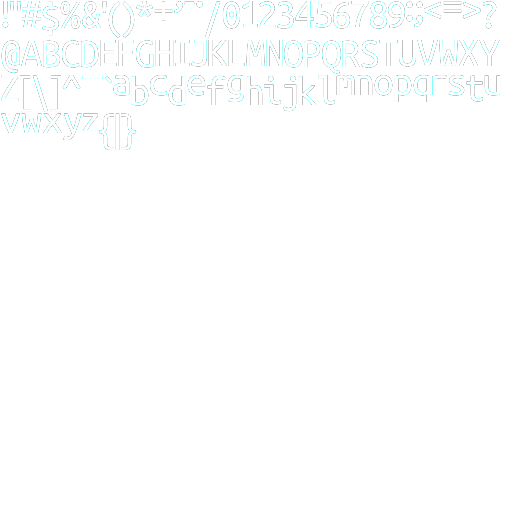 !"#$%&'()*+,-./0123456789:;<=>?
@ABCDEFGHIJKLMNOPQRSTUVWXY
Z[\]^_`abcdefghijklmnopqrstu
vwxyz{|}